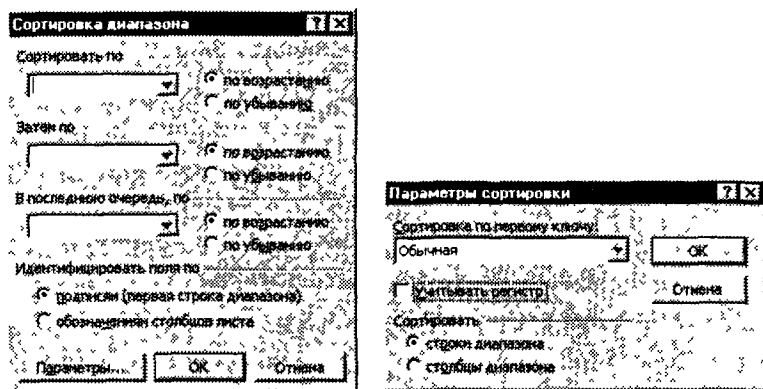 Сортировка диапазона
Сортировать по
по возрастанию
по убыванию
Затем по
по возрастанию
по убыванию
В последнюю очередь, по
по возрастанию
по убыванию
Идентифицировать поля по
подписям (первая строка диапазона)
обозначениям столбцов листа
Параметры... ОК Отмена
Параметры сортировки
Сортировка по первому ключу:
Обычная ОК
Учитывать регистр Отмена
Сортировать
строки диапазона
столбцы диапазона